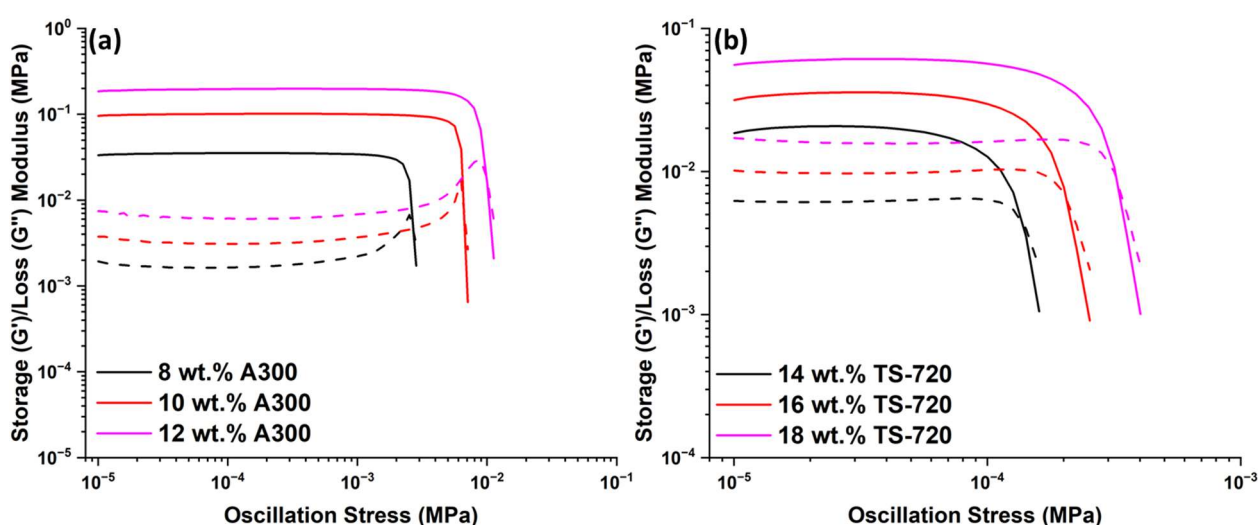 (a)
Storage (G')/Loss (G") Modulus (MPa)
10⁰
10⁻¹
10⁻²
10⁻³
10⁻⁴
10⁻⁵
8 wt.% A300
10 wt.% A300
12 wt.% A300
10⁻⁵ 10⁻⁴ 10⁻³ 10⁻² 10⁻¹
Oscillation Stress (MPa)
(b)
Storage (G')/Loss (G") Modulus (MPa)
10⁻¹
10⁻²
10⁻³
10⁻⁴
14 wt.% TS-720
16 wt.% TS-720
18 wt.% TS-720
10⁻⁵ 10⁻⁴ 10⁻³
Oscillation Stress (MPa)